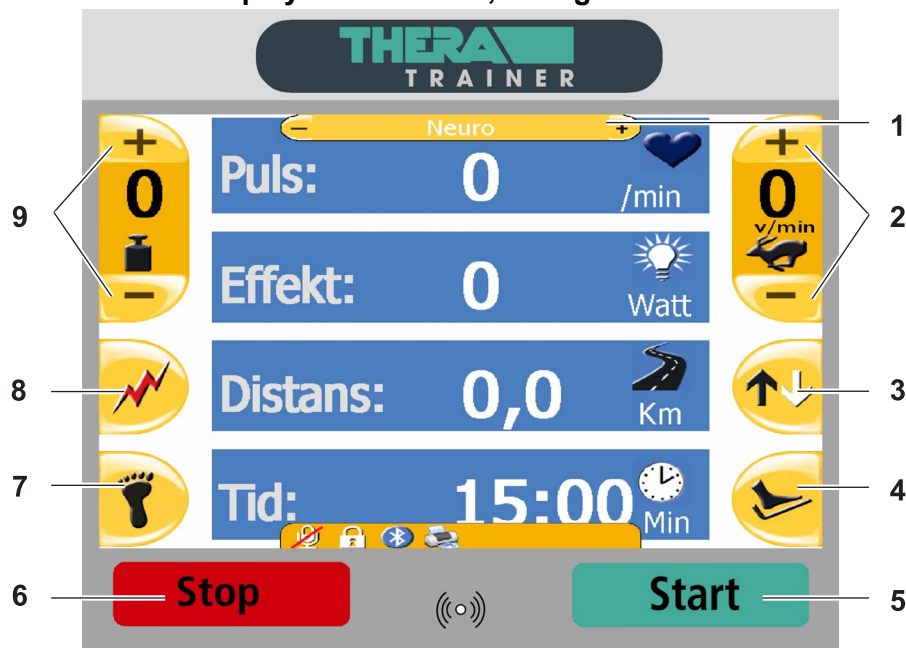 THERA
TRAINER
– Neuro +
+
0
–
Puls: 0 /min
+
0
v/min
–
Effekt: 0 Watt
Distans: 0,0 Km
Tid: 15:00 Min
Stop
Start
1
2
3
4
5
6
7
8
9